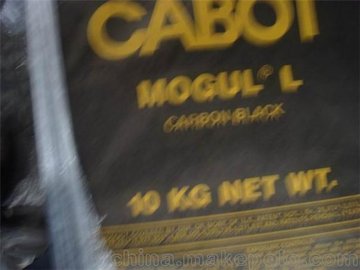 CABOT
MOGUL® L
CARBON BLACK
10 KG NET WT.
china.makepolo.com